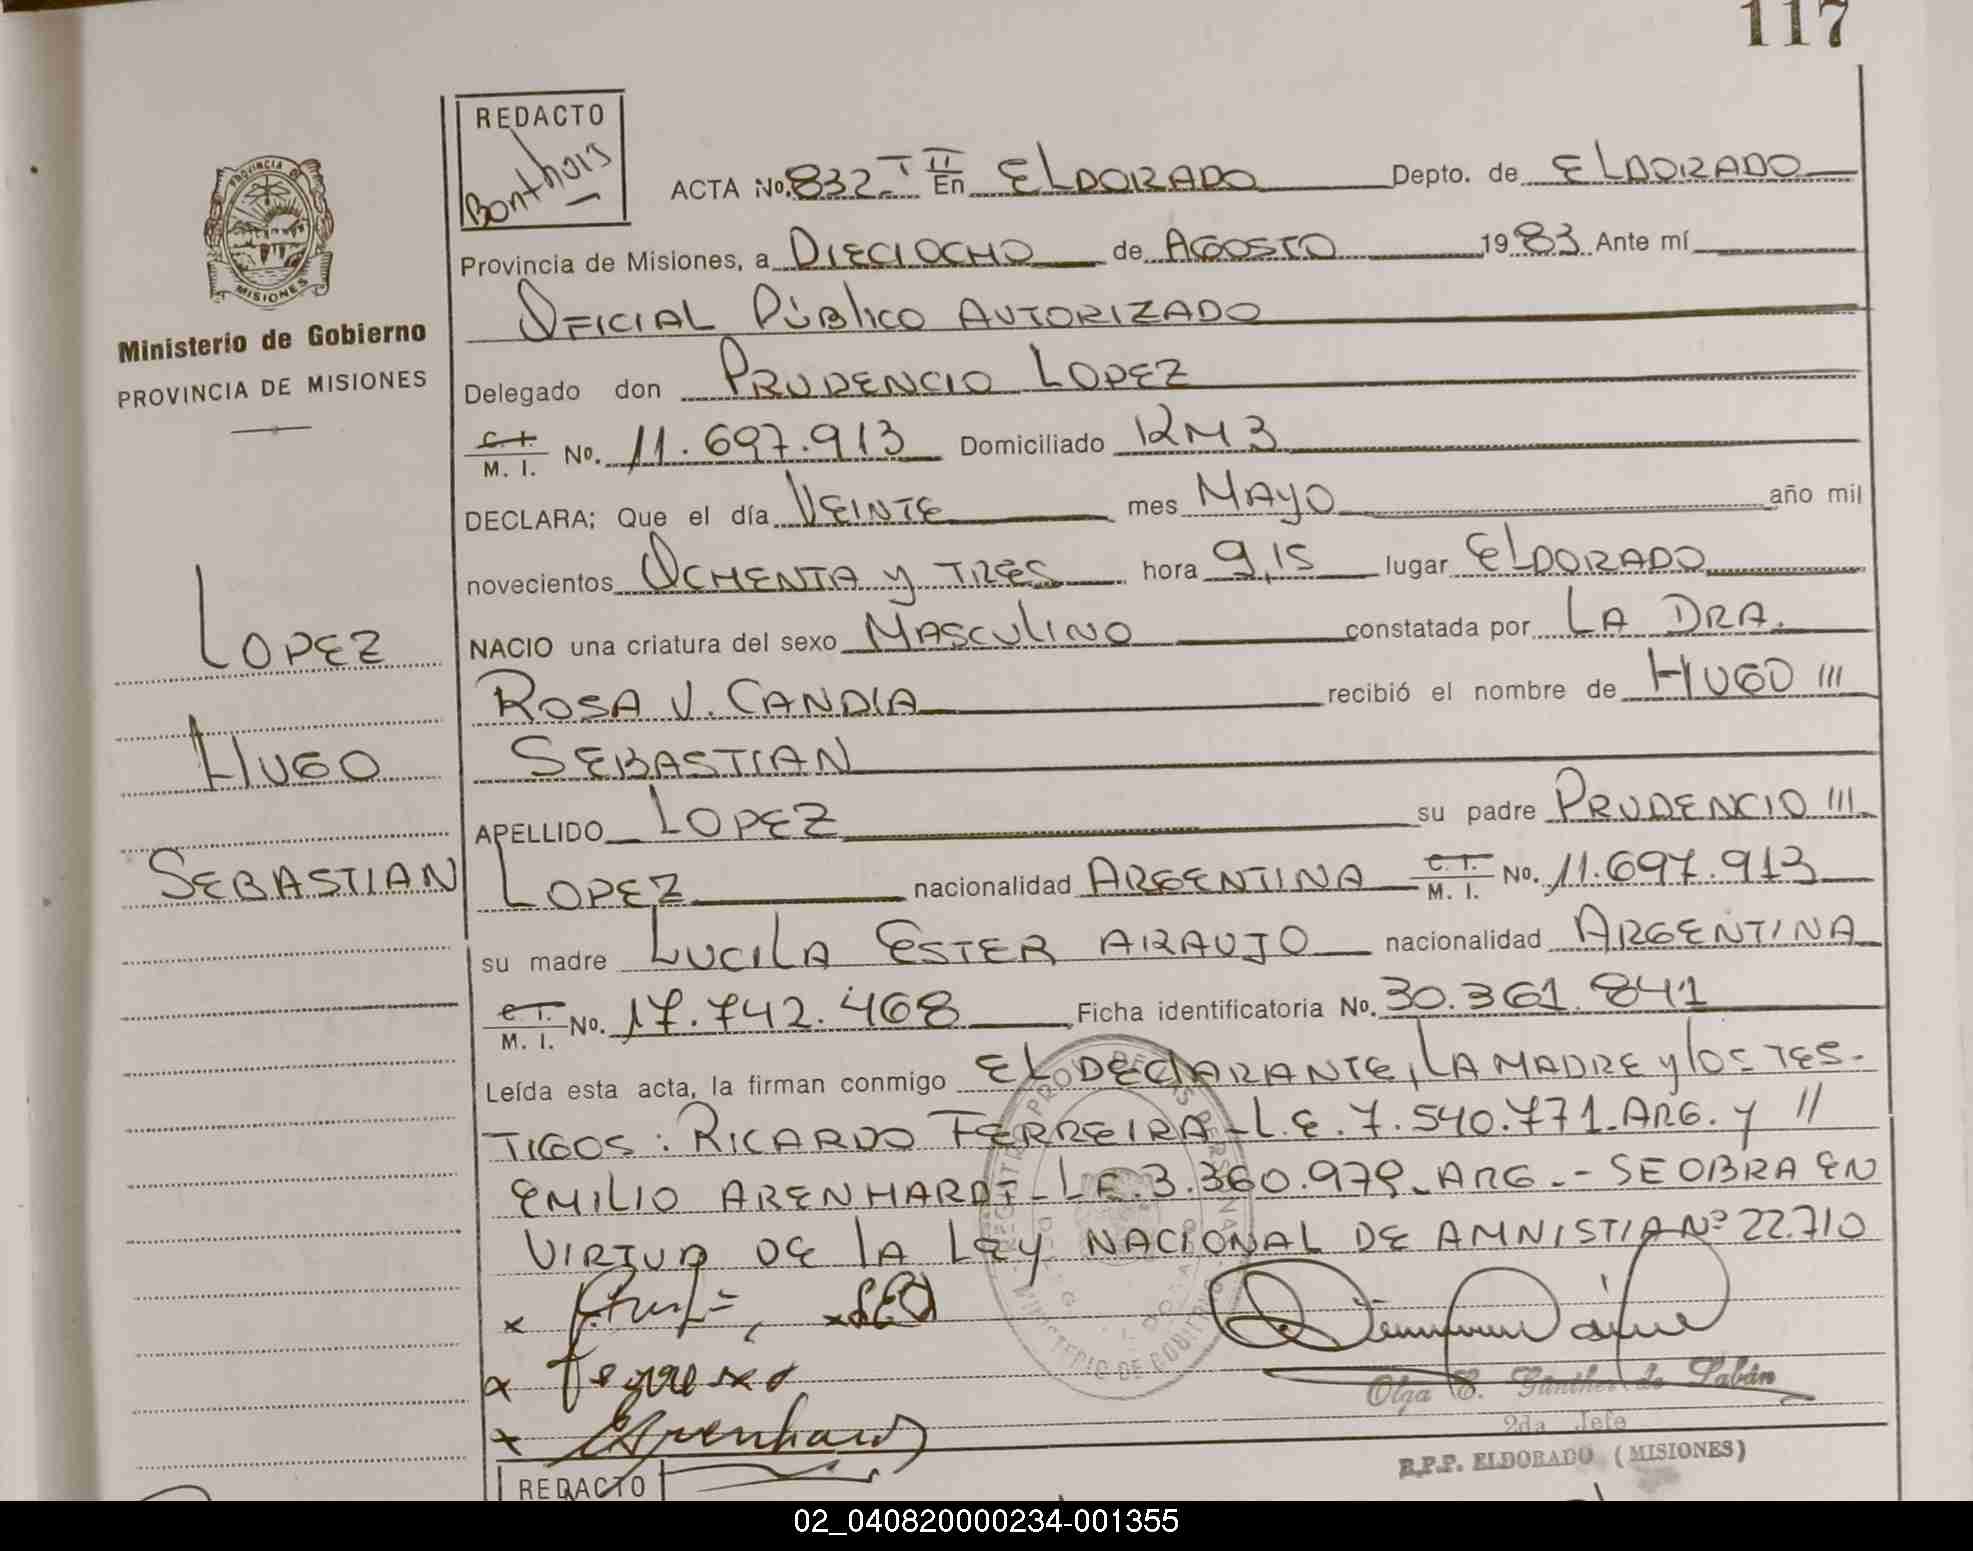 117
REDACTO
Bonthuis
ACTA No. 832 T II En ELDORADO Depto. de ELDORADO
Provincia de Misiones, a DIECIOCHO de AGOSTO 1983 Ante mí
OFICIAL PÚBLICO AUTORIZADO
Delegado don PRUDENCIO LOPEZ
C. I.
M. I. No. 11.697.913 Domiciliado KM 3
DECLARA; Que el día VEINTE mes MAYO año mil
novecientos OCHENTA Y TRES hora 9,15 lugar ELDORADO
NACIO una criatura del sexo MASCULINO constatada por LA DRA.
ROSA V. CANDIA recibió el nombre de HUGO ///
SEBASTIAN
APELLIDO LOPEZ su padre PRUDENCIO ///
LOPEZ nacionalidad ARGENTINA C. I. M. I. No. 11.697.913
su madre LUCILA ESTER ARAUJO nacionalidad ARGENTINA
C. I.
M. I. No. 17.742.468 Ficha identificatoria No. 30.361.841
Leída esta acta, la firman conmigo EL DECLARANTE, LA MADRE y LOS TES-
TIGOS: RICARDO FERREIRA - L.E. 7.540.771. ARG. y //
EMILIO ARENHARDT - L.E. 3.360.979 - ARG. - SE OBRA EN
VIRTUD DE LA LEY NACIONAL DE AMNISTIA Nº 22.710
Olga E. Günther de Labán
2da Jefe
R.P.P. ELDORADO (MISIONES)
REDACTO
PROVINCIA DE
MISIONES
Ministerio de Gobierno
PROVINCIA DE MISIONES
LOPEZ
HUGO
SEBASTIAN
MINISTERIO DE GOBIERNO
02_040820000234-001355